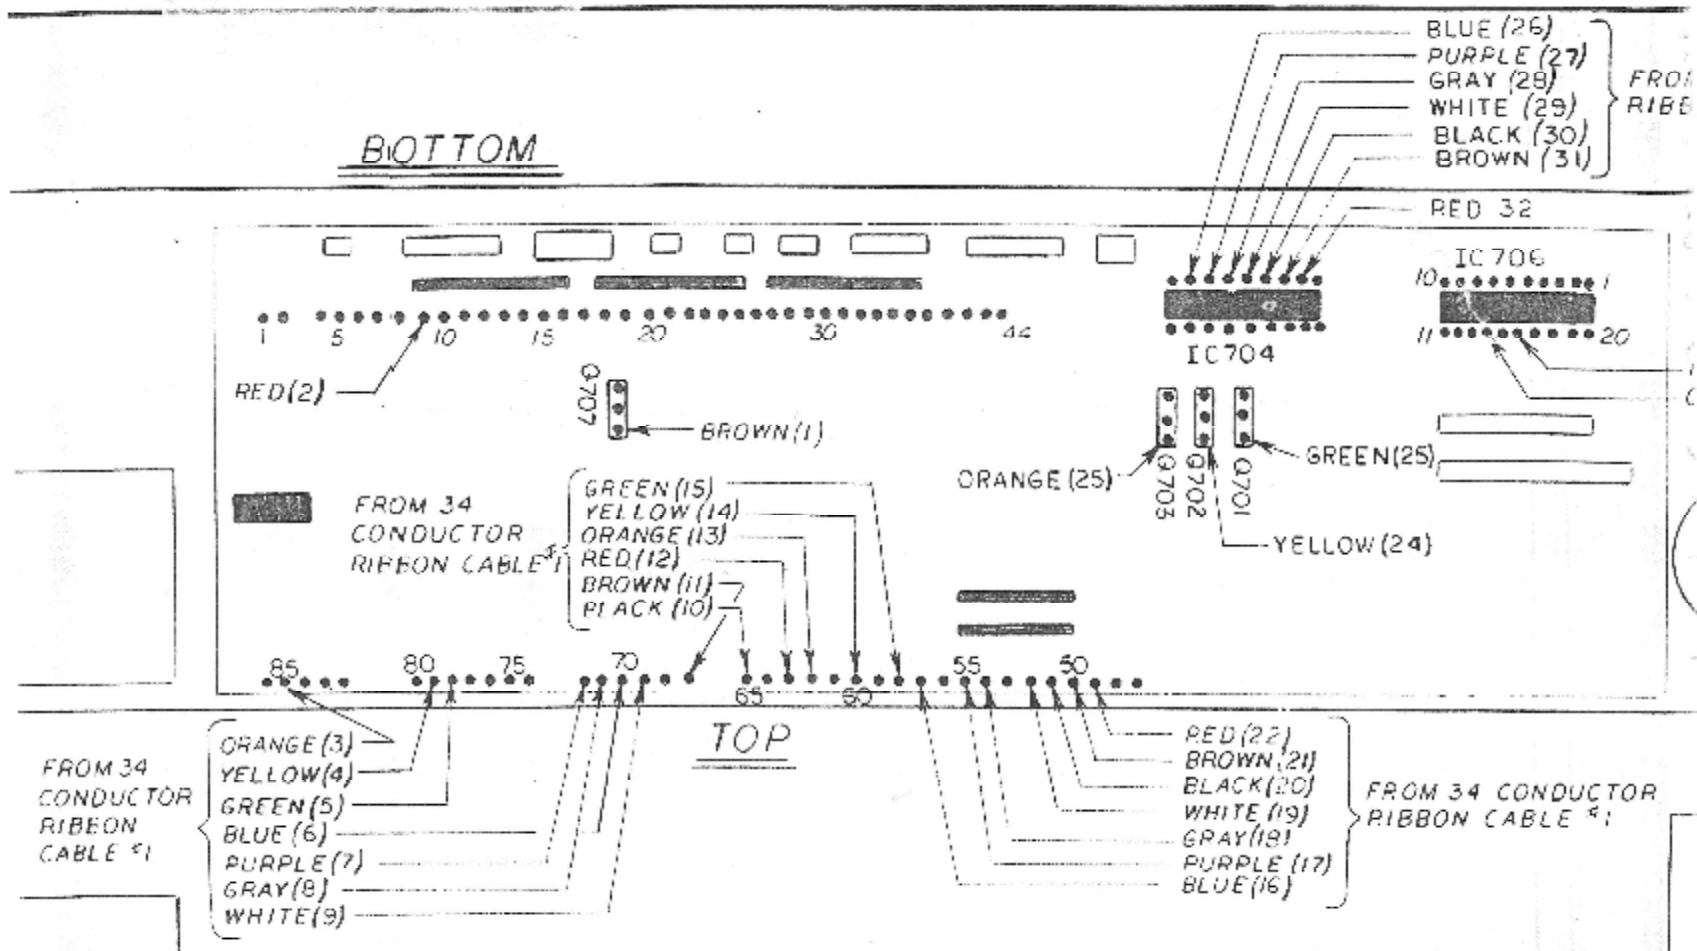 BLUE (26)
PURPLE (27)
GRAY (28)
WHITE (29)
BLACK (30)
BROWN (31)
RIBB
BOTTOM
RED 32
IC706
10 1
11 20
IC704
1 5 10 15 20 30 44
RED(2)
Q707
BROWN(1)
ORANGE(25)
Q703
Q702
Q701
GREEN(25)
YELLOW(24)
FROM 34
CONDUCTOR
RIBBON CABLE #1
GREEN(15)
YELLOW(14)
ORANGE(13)
RED(12)
BROWN(11)
BLACK(10)
85 80 75 70 65 60 55 50
TOP
FROM 34
CONDUCTOR
RIBBON
CABLE #1
ORANGE(3)
YELLOW(4)
GREEN(5)
BLUE(6)
PURPLE(7)
GRAY(8)
WHITE(9)
RED(22)
BROWN(21)
BLACK(20)
WHITE(19)
GRAY(18)
PURPLE(17)
BLUE(16)
FROM 34 CONDUCTOR
RIBBON CABLE #1